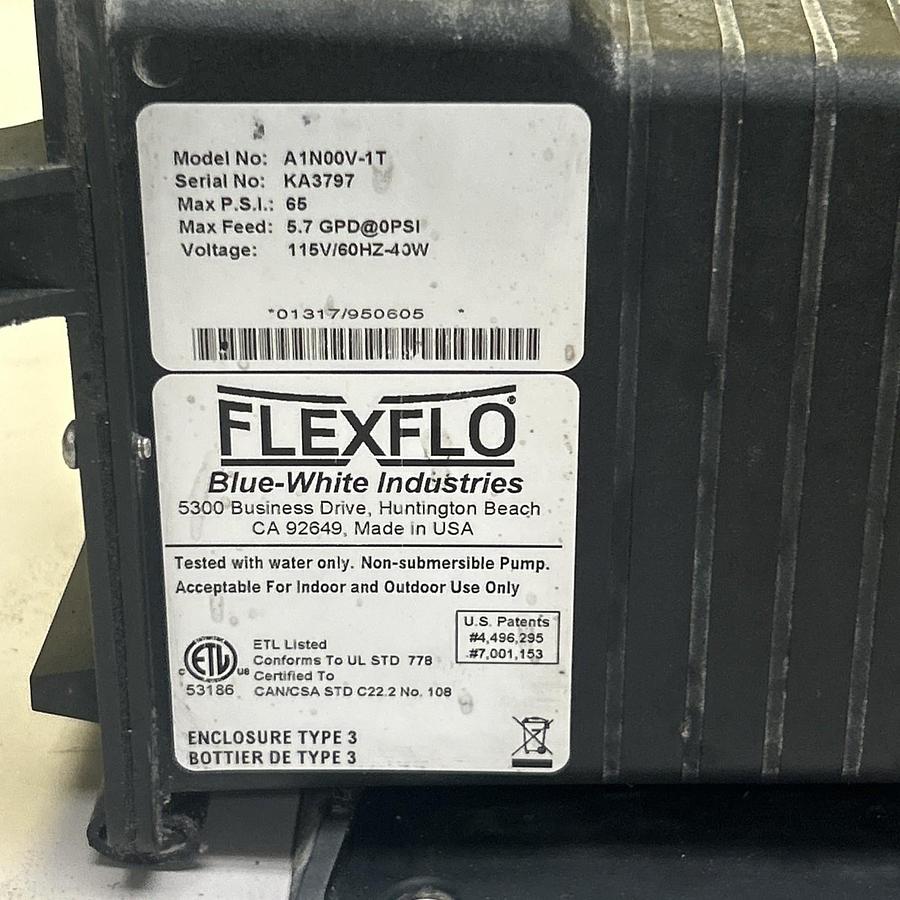 Model No: A1N00V-1T
Serial No: KA3797
Max P.S.I.: 65
Max Feed: 5.7 GPD@0PSI
Voltage: 115V/60HZ-40W
*01317/950605 *
FLEXFLO®
Blue-White Industries
5300 Business Drive, Huntington Beach
CA 92649, Made in USA
Tested with water only. Non-submersible Pump.
Acceptable For Indoor and Outdoor Use Only
U.S. Patents
#4,496,295
#7,001,153
c ETL us
53186
ETL Listed
Conforms To UL STD 778
Certified To
CAN/CSA STD C22.2 No. 108
ENCLOSURE TYPE 3
BOTTIER DE TYPE 3